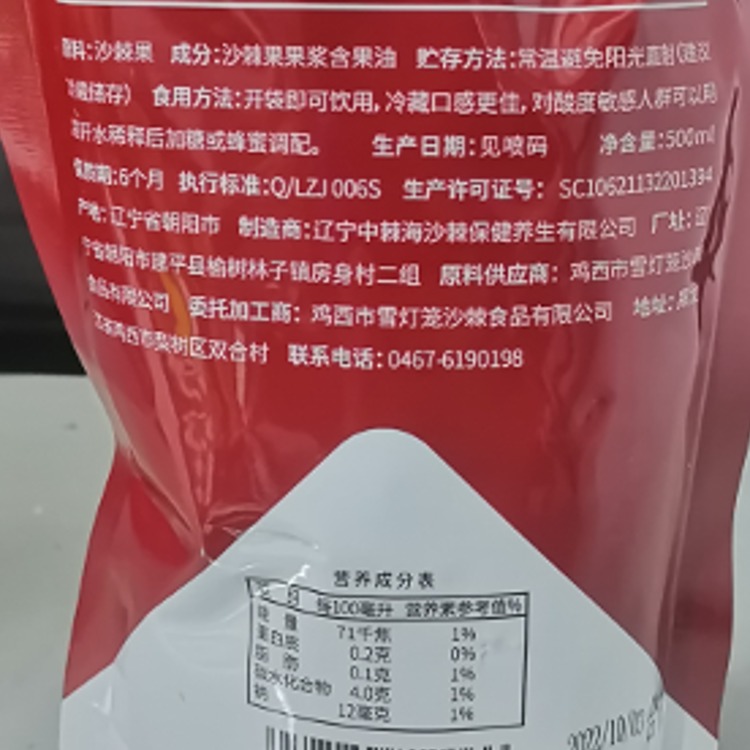 原料:沙棘果 成分:沙棘果果浆含果油 贮存方法:常温避免阳光直射(建议
冷藏储存) 食用方法:开袋即可饮用,冷藏口感更佳,对酸度敏感人群可以用
温开水稀释后加糖或蜂蜜调配。 生产日期:见喷码 净含量:500ml
保质期:6个月 执行标准:Q/LZJ 006S 生产许可证号: SC10621132201394
产地:辽宁省朝阳市 制造商:辽宁中棘海沙棘保健养生有限公司 厂址:辽
宁省朝阳市建平县榆树林子镇房身村二组 原料供应商: 鸡西市雪灯笼沙棘
食品有限公司 委托加工商: 鸡西市雪灯笼沙棘食品有限公司 地址:黑龙
江省鸡西市梨树区双合村 联系电话:0467-6190198
营养成分表
项 目 每100毫升 营养素参考值%
能 量 71千焦 1%
蛋白质 0.2克 0%
脂 肪 0.1克 1%
碳水化合物 4.0克 1%
钠 12毫克 1%
2022/10/05